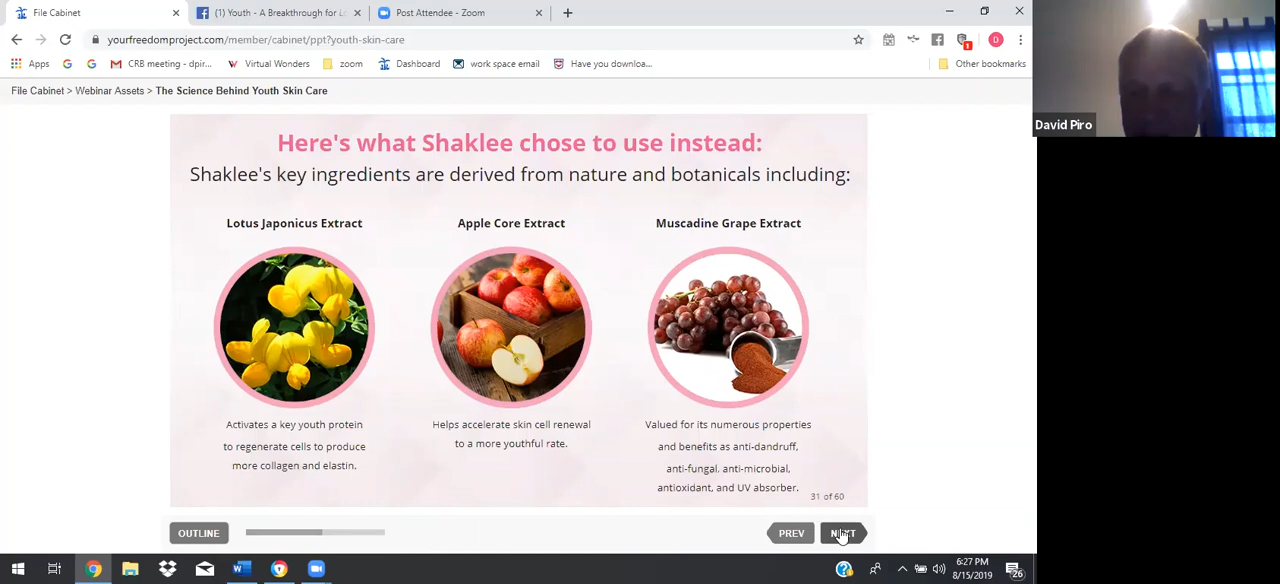 File Cabinet
(1) Youth - A Breakthrough for L
Post Attendee - Zoom
yourfreedomproject.com/member/cabinet/ppt?youth-skin-care
1
D
Apps
CRB meeting - dpir...
Virtual Wonders
zoom
Dashboard
work space email
Have you downloa...
Other bookmarks
File Cabinet > Webinar Assets > The Science Behind Youth Skin Care
David Piro
Here's what Shaklee chose to use instead:
Shaklee's key ingredients are derived from nature and botanicals including:
Lotus Japonicus Extract
Activates a key youth protein
to regenerate cells to produce
more collagen and elastin.
Apple Core Extract
Helps accelerate skin cell renewal
to a more youthful rate.
Muscadine Grape Extract
Valued for its numerous properties
and benefits as anti-dandruff,
anti-fungal, anti-microbial,
antioxidant, and UV absorber.
31 of 60
OUTLINE
PREV
NEXT
6:27 PM
8/15/2019
26